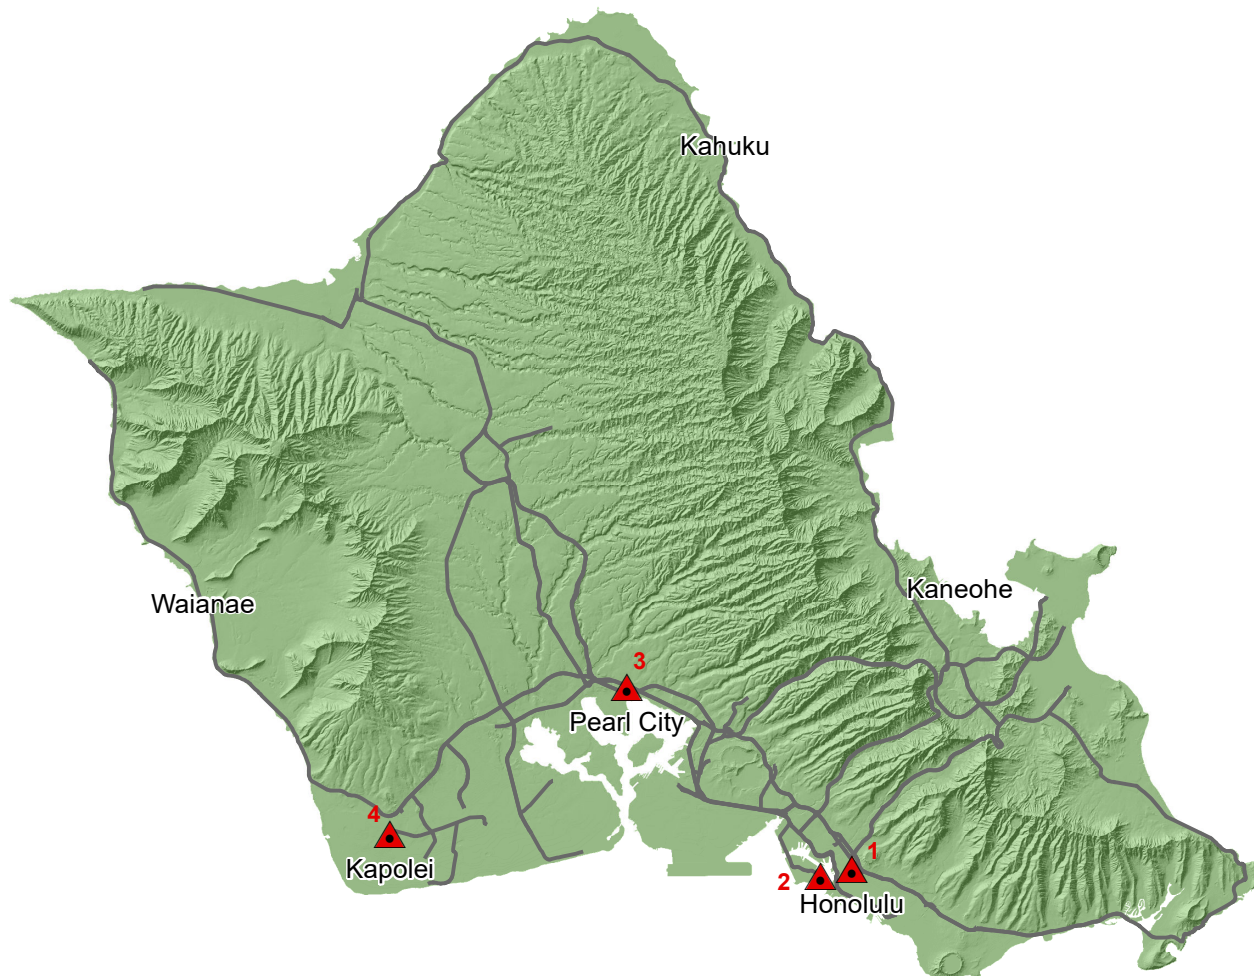 Kahuku
Kaneohe
Waianae
3
Pearl City
4
Kapolei
1
2
Honolulu